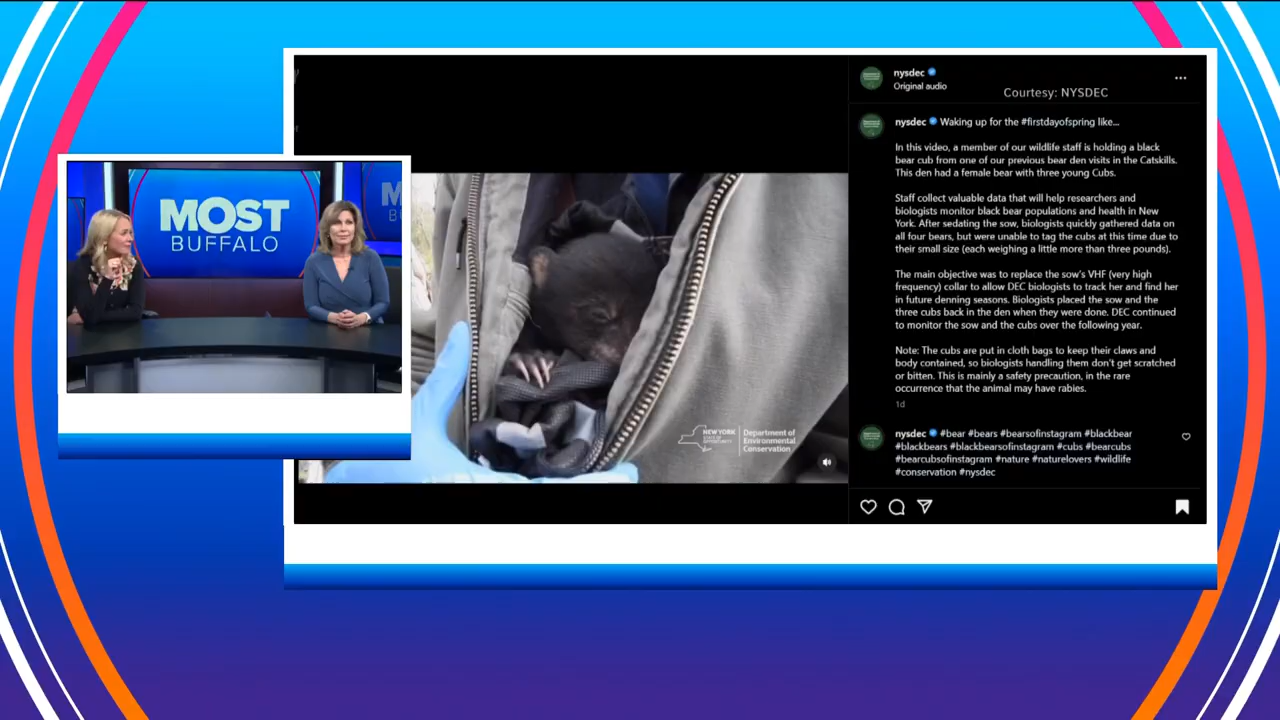 nysdec
Original audio
Courtesy: NYSDEC
nysdec Waking up for the #firstdayofspring like...
In this video, a member of our wildlife staff is holding a black
bear cub from one of our previous bear den visits in the Catskills.
This den had a female bear with three young Cubs.
Staff collect valuable data that will help researchers and
biologists monitor black bear populations and health in New
York. After sedating the sow, biologists quickly gathered data on
all four bears, but were unable to tag the cubs at this time due to
their small size (each weighing a little more than three pounds).
The main objective was to replace the sow's VHF (very high
frequency) collar to allow DEC biologists to track her and find her
in future denning seasons. Biologists placed the sow and the
three cubs back in the den when they were done. DEC continued
to monitor the sow and the cubs over the following year.
Note: The cubs are put in cloth bags to keep their claws and
body contained, so biologists handling them don't get scratched
or bitten. This is mainly a safety precaution, in the rare
occurrence that the animal may have rabies.
1d
nysdec #bear #bears #bearsofinstagram #blackbear
#blackbears #blackbearsofinstagram #cubs #bearcubs
#bearcubsofinstagram #nature #naturelovers #wildlife
#conservation #nysdec
MOST
BUFFALO
NEW YORK
STATE OF
OPPORTUNITY
Department of
Environmental
Conservation